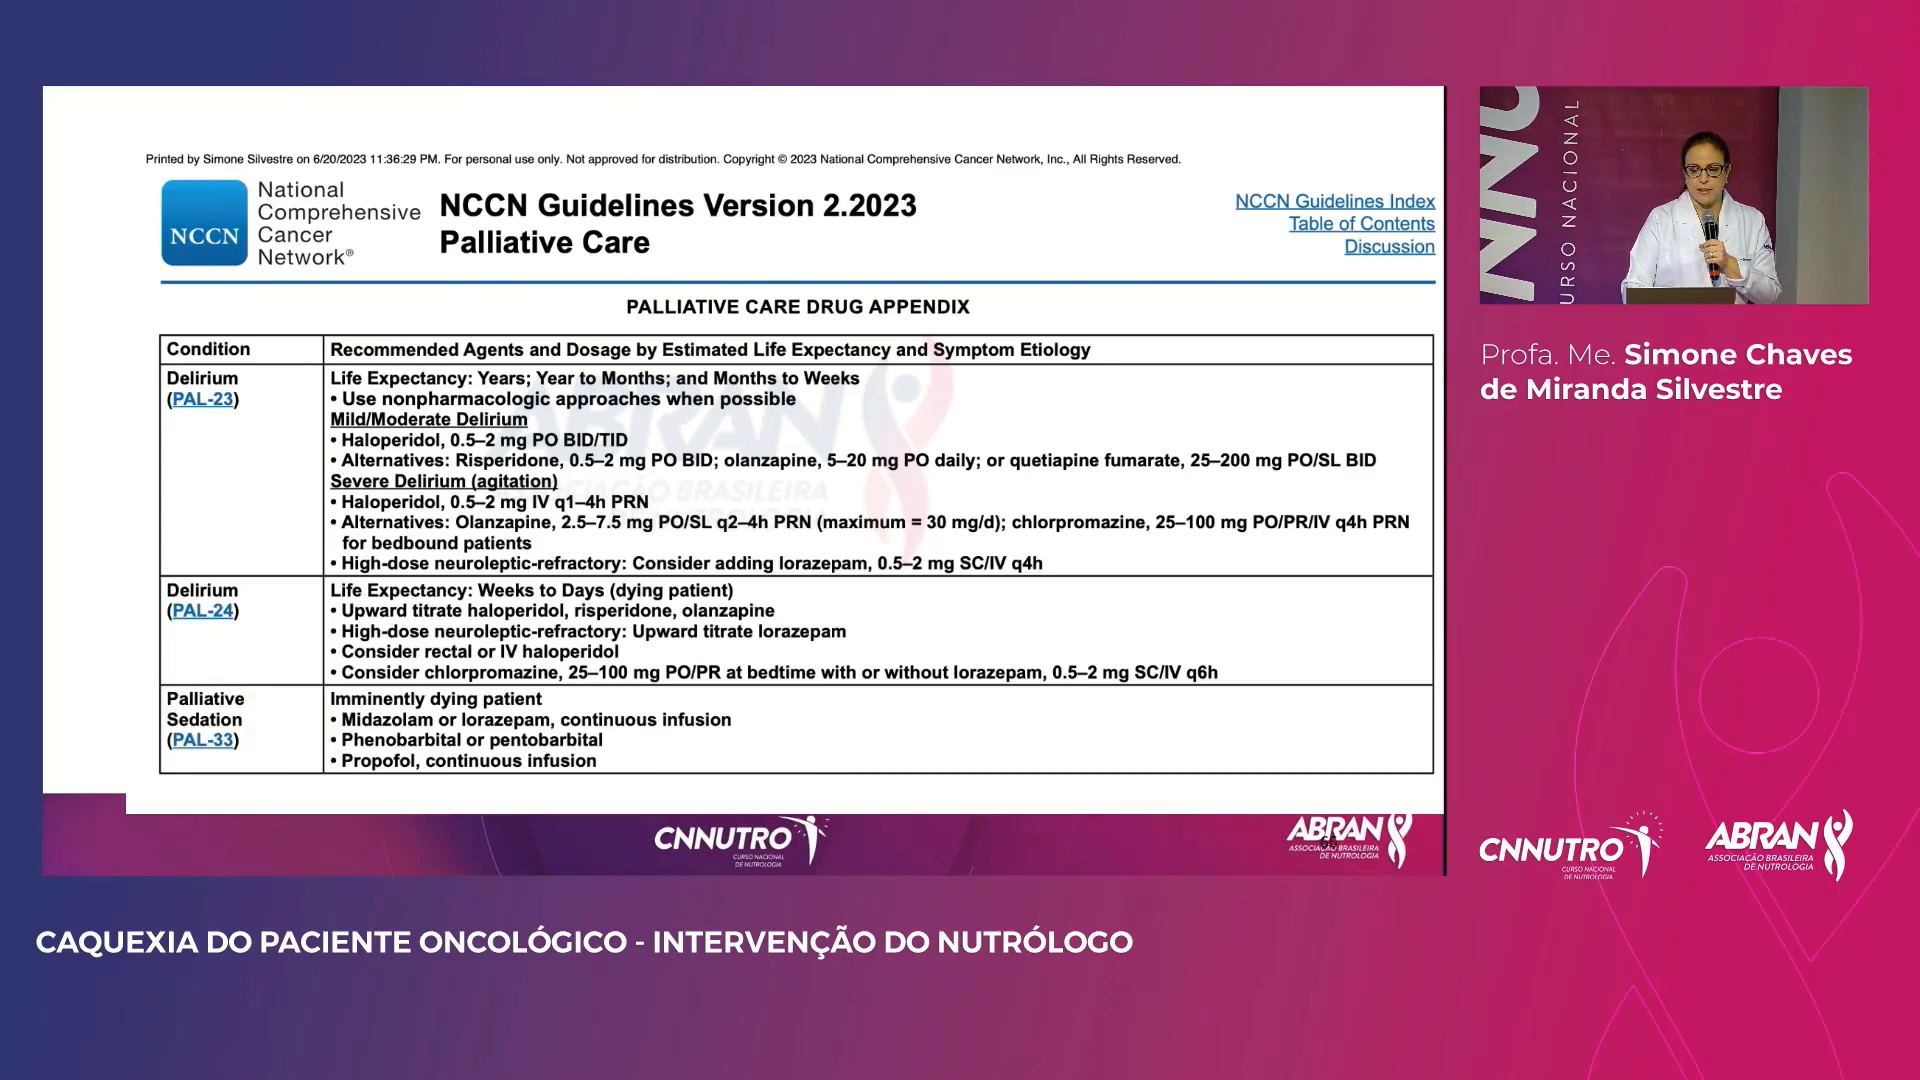 Printed by Simone Silvestre on 6/20/2023 11:36:29 PM. For personal use only. Not approved for distribution. Copyright © 2023 National Comprehensive Cancer Network, Inc., All Rights Reserved.
NCCN
National
Comprehensive
Cancer
Network®
NCCN Guidelines Version 2.2023
Palliative Care
NCCN Guidelines Index
Table of Contents
Discussion
PALLIATIVE CARE DRUG APPENDIX
Condition
Recommended Agents and Dosage by Estimated Life Expectancy and Symptom Etiology
Delirium
(PAL-23)
Life Expectancy: Years; Year to Months; and Months to Weeks
• Use nonpharmacologic approaches when possible
Mild/Moderate Delirium
• Haloperidol, 0.5–2 mg PO BID/TID
• Alternatives: Risperidone, 0.5–2 mg PO BID; olanzapine, 5–20 mg PO daily; or quetiapine fumarate, 25–200 mg PO/SL BID
Severe Delirium (agitation)
• Haloperidol, 0.5–2 mg IV q1–4h PRN
• Alternatives: Olanzapine, 2.5–7.5 mg PO/SL q2–4h PRN (maximum = 30 mg/d); chlorpromazine, 25–100 mg PO/PR/IV q4h PRN
for bedbound patients
• High-dose neuroleptic-refractory: Consider adding lorazepam, 0.5–2 mg SC/IV q4h
Delirium
(PAL-24)
Life Expectancy: Weeks to Days (dying patient)
• Upward titrate haloperidol, risperidone, olanzapine
• High-dose neuroleptic-refractory: Upward titrate lorazepam
• Consider rectal or IV haloperidol
• Consider chlorpromazine, 25–100 mg PO/PR at bedtime with or without lorazepam, 0.5–2 mg SC/IV q6h
Palliative
Sedation
(PAL-33)
Imminently dying patient
• Midazolam or lorazepam, continuous infusion
• Phenobarbital or pentobarbital
• Propofol, continuous infusion
ABRAN
ASSOCIAÇÃO BRASILEIRA
CNNUTRO
CURSO NACIONAL
DE NUTROLOGIA
ABRAN
ASSOCIAÇÃO BRASILEIRA
DE NUTROLOGIA
NNU
URSO NACIONAL
Profa. Me. Simone Chaves
de Miranda Silvestre
CNNUTRO
CURSO NACIONAL
DE NUTROLOGIA
ABRAN
ASSOCIAÇÃO BRASILEIRA
DE NUTROLOGIA
CAQUEXIA DO PACIENTE ONCOLÓGICO - INTERVENÇÃO DO NUTRÓLOGO